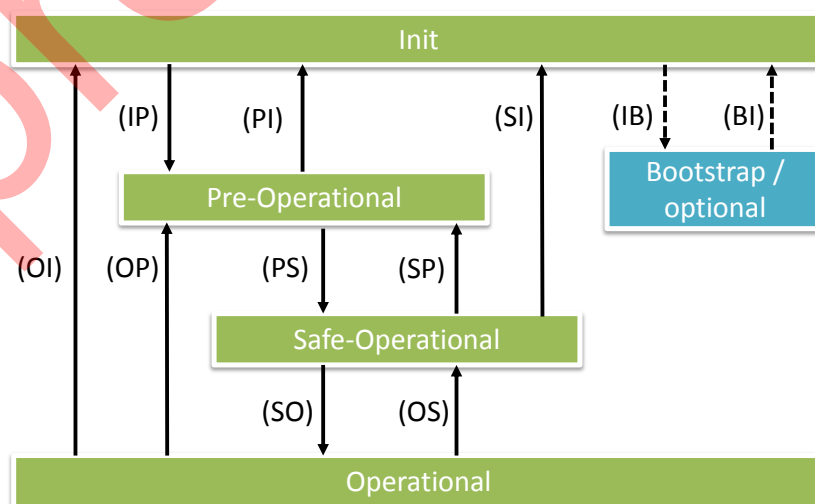 Init
(IP)
(PI)
(SI)
(IB)
(BI)
Pre-Operational
Bootstrap /
optional
(OI)
(OP)
(PS)
(SP)
Safe-Operational
(SO)
(OS)
Operational